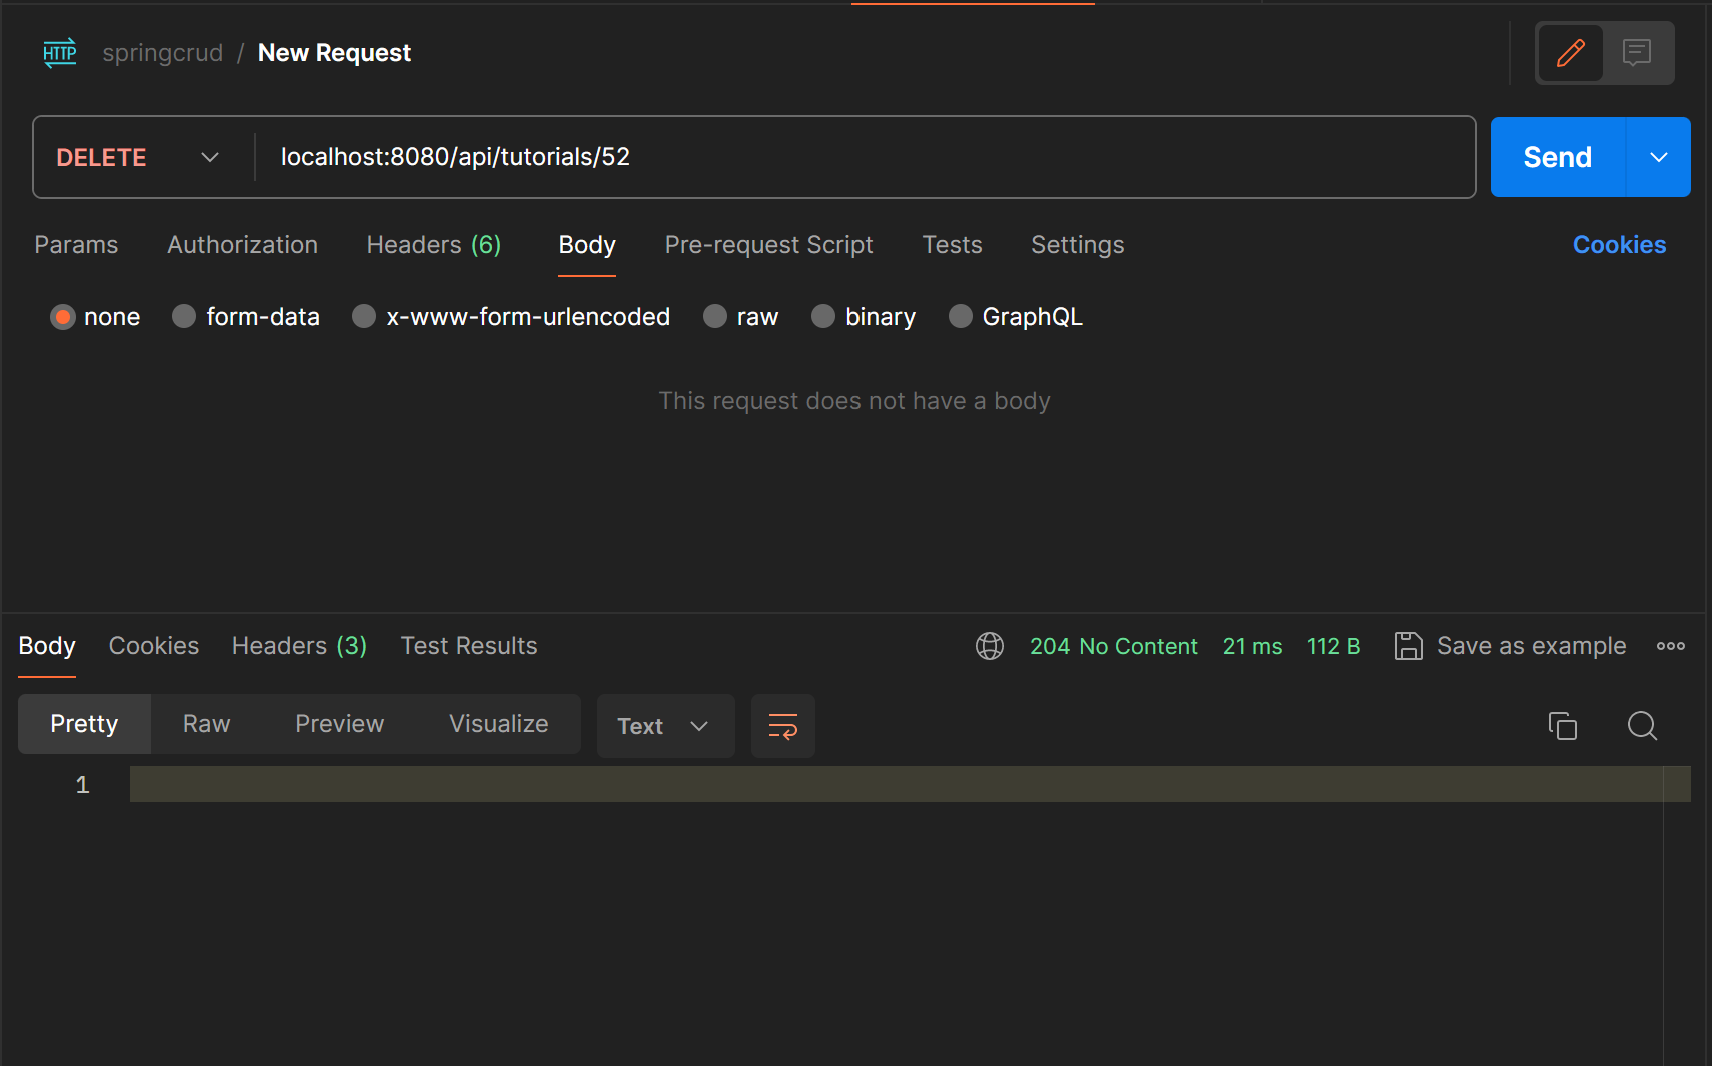 HTTP springcrud / New Request
DELETE localhost:8080/api/tutorials/52 Send
Params Authorization Headers (6) Body Pre-request Script Tests Settings Cookies
none form-data x-www-form-urlencoded raw binary GraphQL
This request does not have a body
Body Cookies Headers (3) Test Results 204 No Content 21 ms 112 B Save as example
Pretty Raw Preview Visualize Text
1